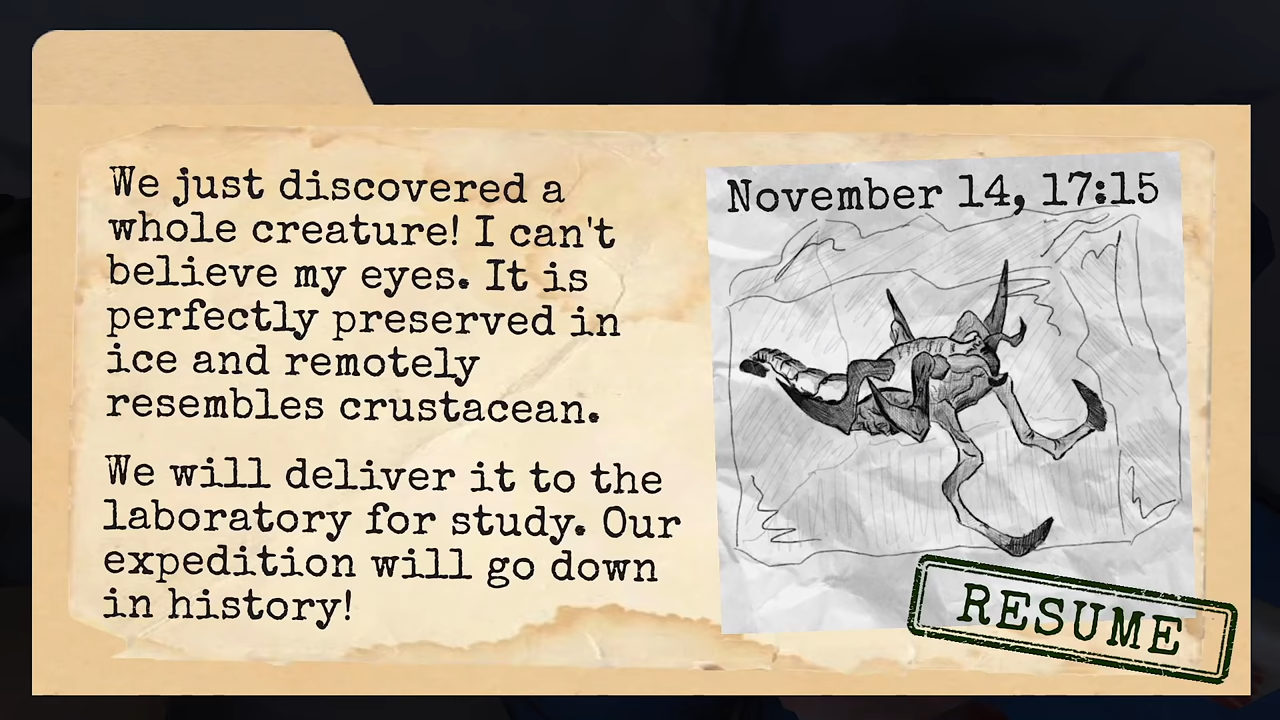 We just discovered a
whole creature! I can't
believe my eyes. It is
perfectly preserved in
ice and remotely
resembles crustacean.
We will deliver it to the
laboratory for study. Our
expedition will go down
in history!
November 14, 17:15
RESUME